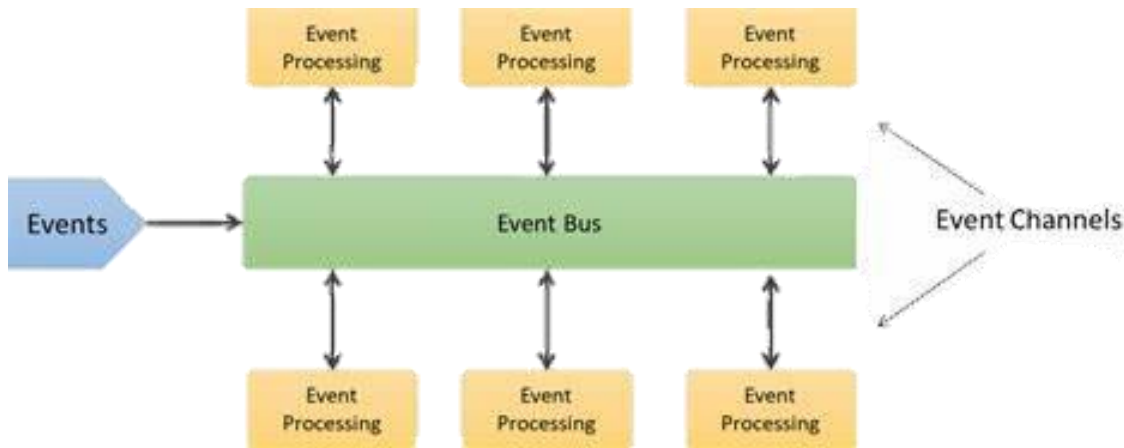 Event
Processing
Event
Processing
Event
Processing
Events
Event Bus
Event Channels
Event
Processing
Event
Processing
Event
Processing